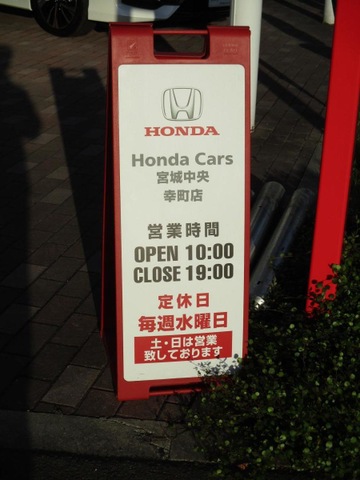 HONDA
Honda Cars
宮城中央
幸町店
営業時間
OPEN 10:00
CLOSE 19:00
定休日
毎週水曜日
土・日は営業
致しております